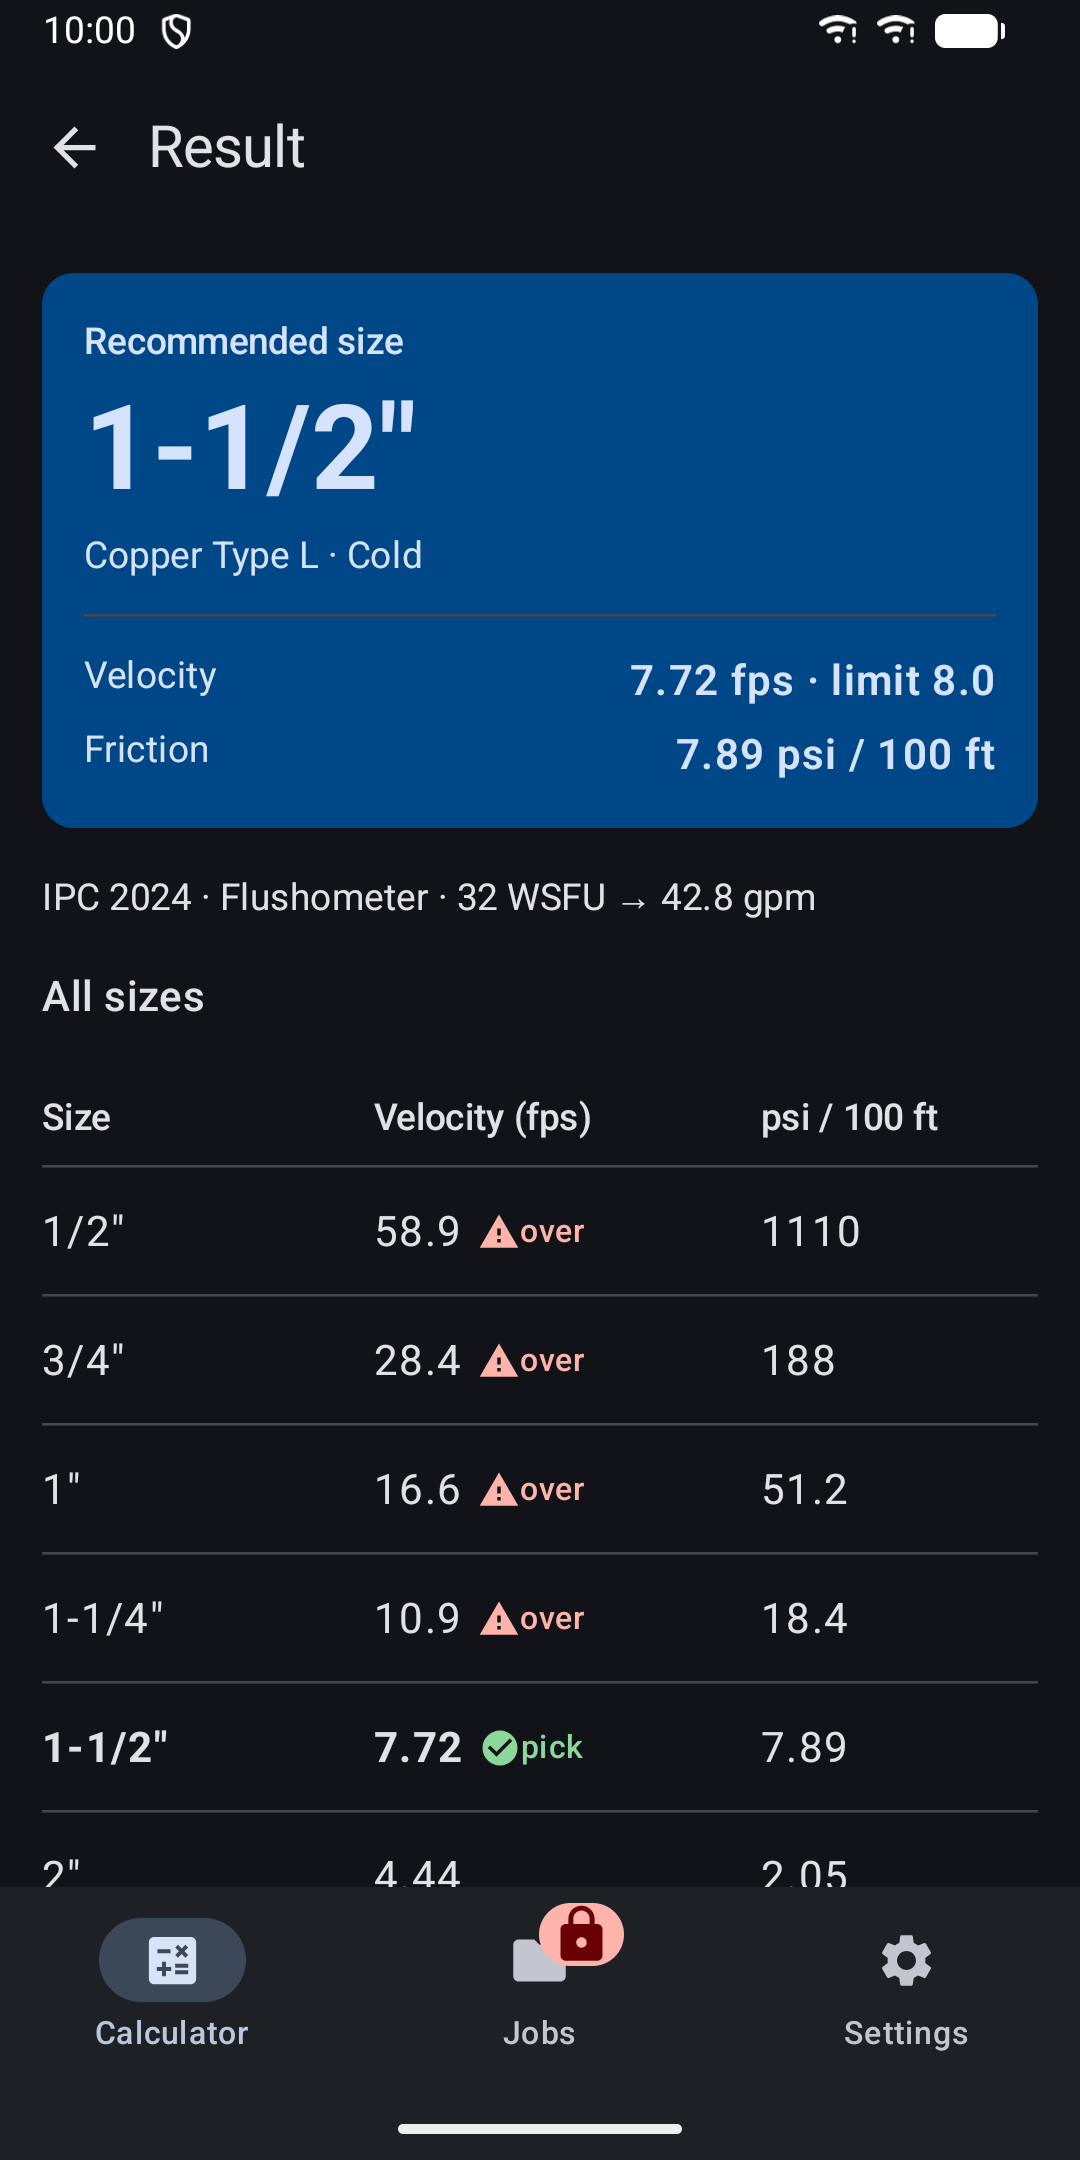 10:00
Result
Recommended size
1-1/2"
Copper Type L · Cold
Velocity 7.72 fps · limit 8.0
Friction 7.89 psi / 100 ft
IPC 2024 · Flushometer · 32 WSFU → 42.8 gpm
All sizes
Size Velocity (fps) psi / 100 ft
1/2" 58.9 over 1110
3/4" 28.4 over 188
1" 16.6 over 51.2
1-1/4" 10.9 over 18.4
1-1/2" 7.72 pick 7.89
2" 4.44 2.05
Calculator Jobs Settings